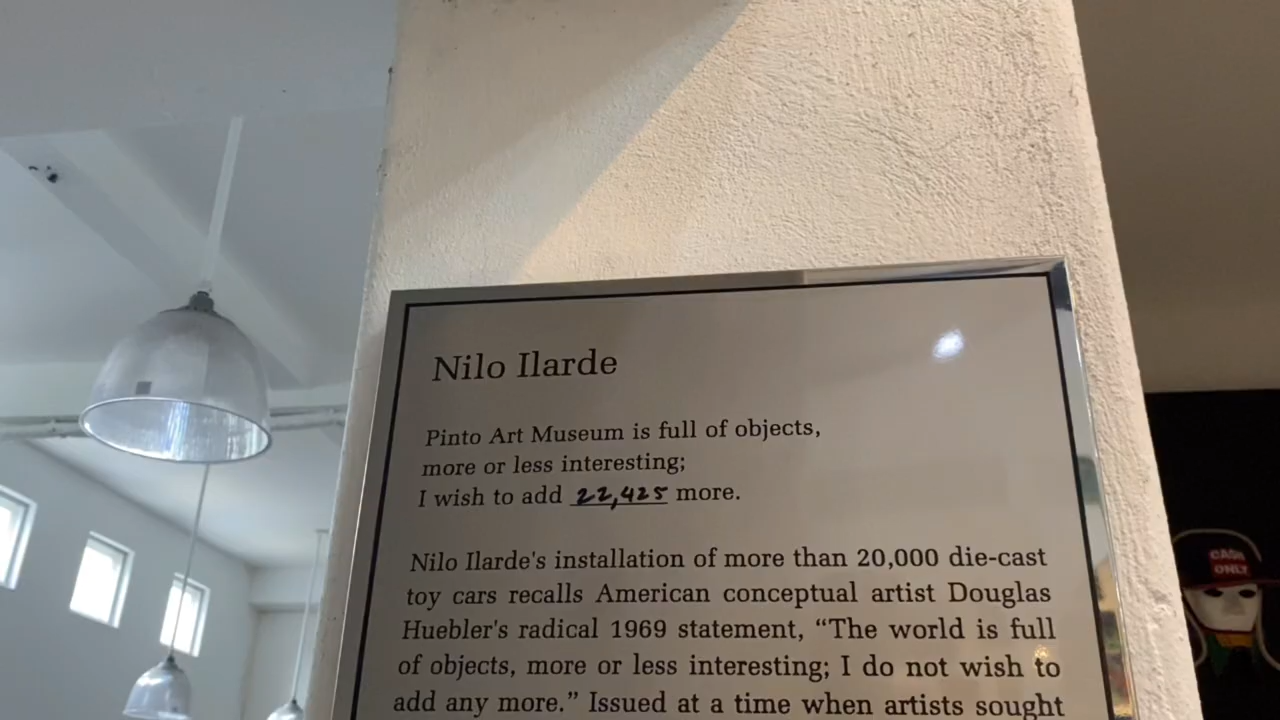 Nilo Ilarde
Pinto Art Museum is full of objects,
more or less interesting;
I wish to add 22,425 more.
Nilo Ilarde's installation of more than 20,000 die-cast
toy cars recalls American conceptual artist Douglas
Huebler's radical 1969 statement, “The world is full
of objects, more or less interesting; I do not wish to
add any more.” Issued at a time when artists sought
CASH
ONLY